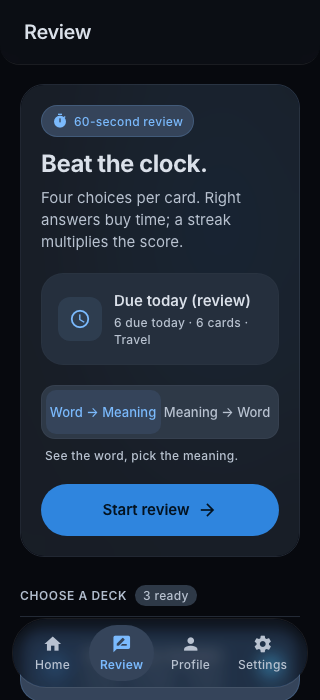 Review
60-second review
Beat the clock.
Four choices per card. Right
answers buy time; a streak
multiplies the score.
Due today (review)
6 due today · 6 cards ·
Travel
Word → Meaning
Meaning → Word
See the word, pick the meaning.
Start review →
CHOOSE A DECK
3 ready
Home
Review
Profile
Settings